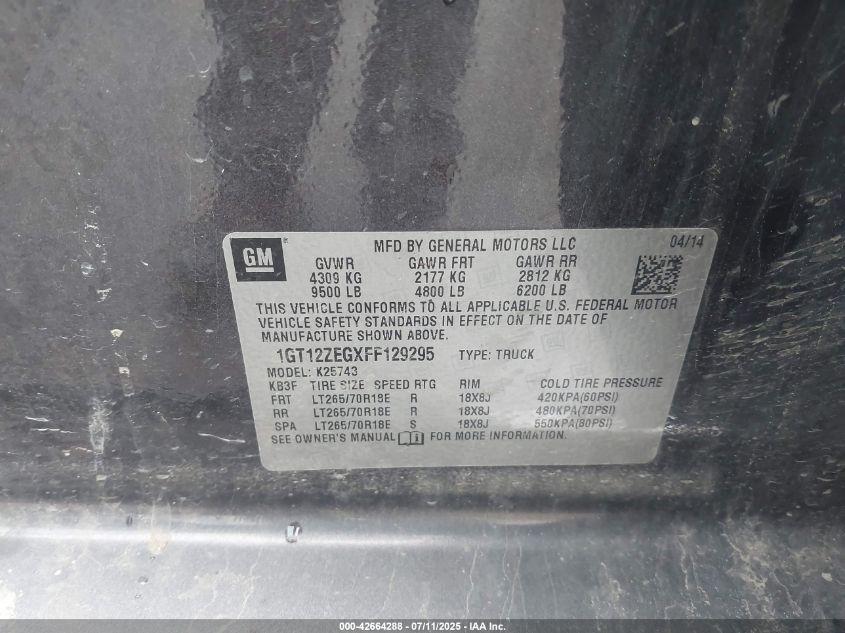 GM
MFD BY GENERAL MOTORS LLC 04/14
GVWR GAWR FRT GAWR RR
4309 KG 2177 KG 2812 KG
9500 LB 4800 LB 6200 LB
THIS VEHICLE CONFORMS TO ALL APPLICABLE U.S. FEDERAL MOTOR
VEHICLE SAFETY STANDARDS IN EFFECT ON THE DATE OF
MANUFACTURE SHOWN ABOVE.
1GT12ZEGXFF129295 TYPE: TRUCK
MODEL: K25743
KB3F TIRE SIZE SPEED RTG RIM COLD TIRE PRESSURE
FRT LT265/70R18E R 18X8J 420KPA(60PSI)
RR LT265/70R18E R 18X8J 480KPA(70PSI)
SPA LT265/70R18E S 18X8J 550KPA(80PSI)
SEE OWNER'S MANUAL FOR MORE INFORMATION.
000-42664288 - 07/11/2025 - IAA Inc.